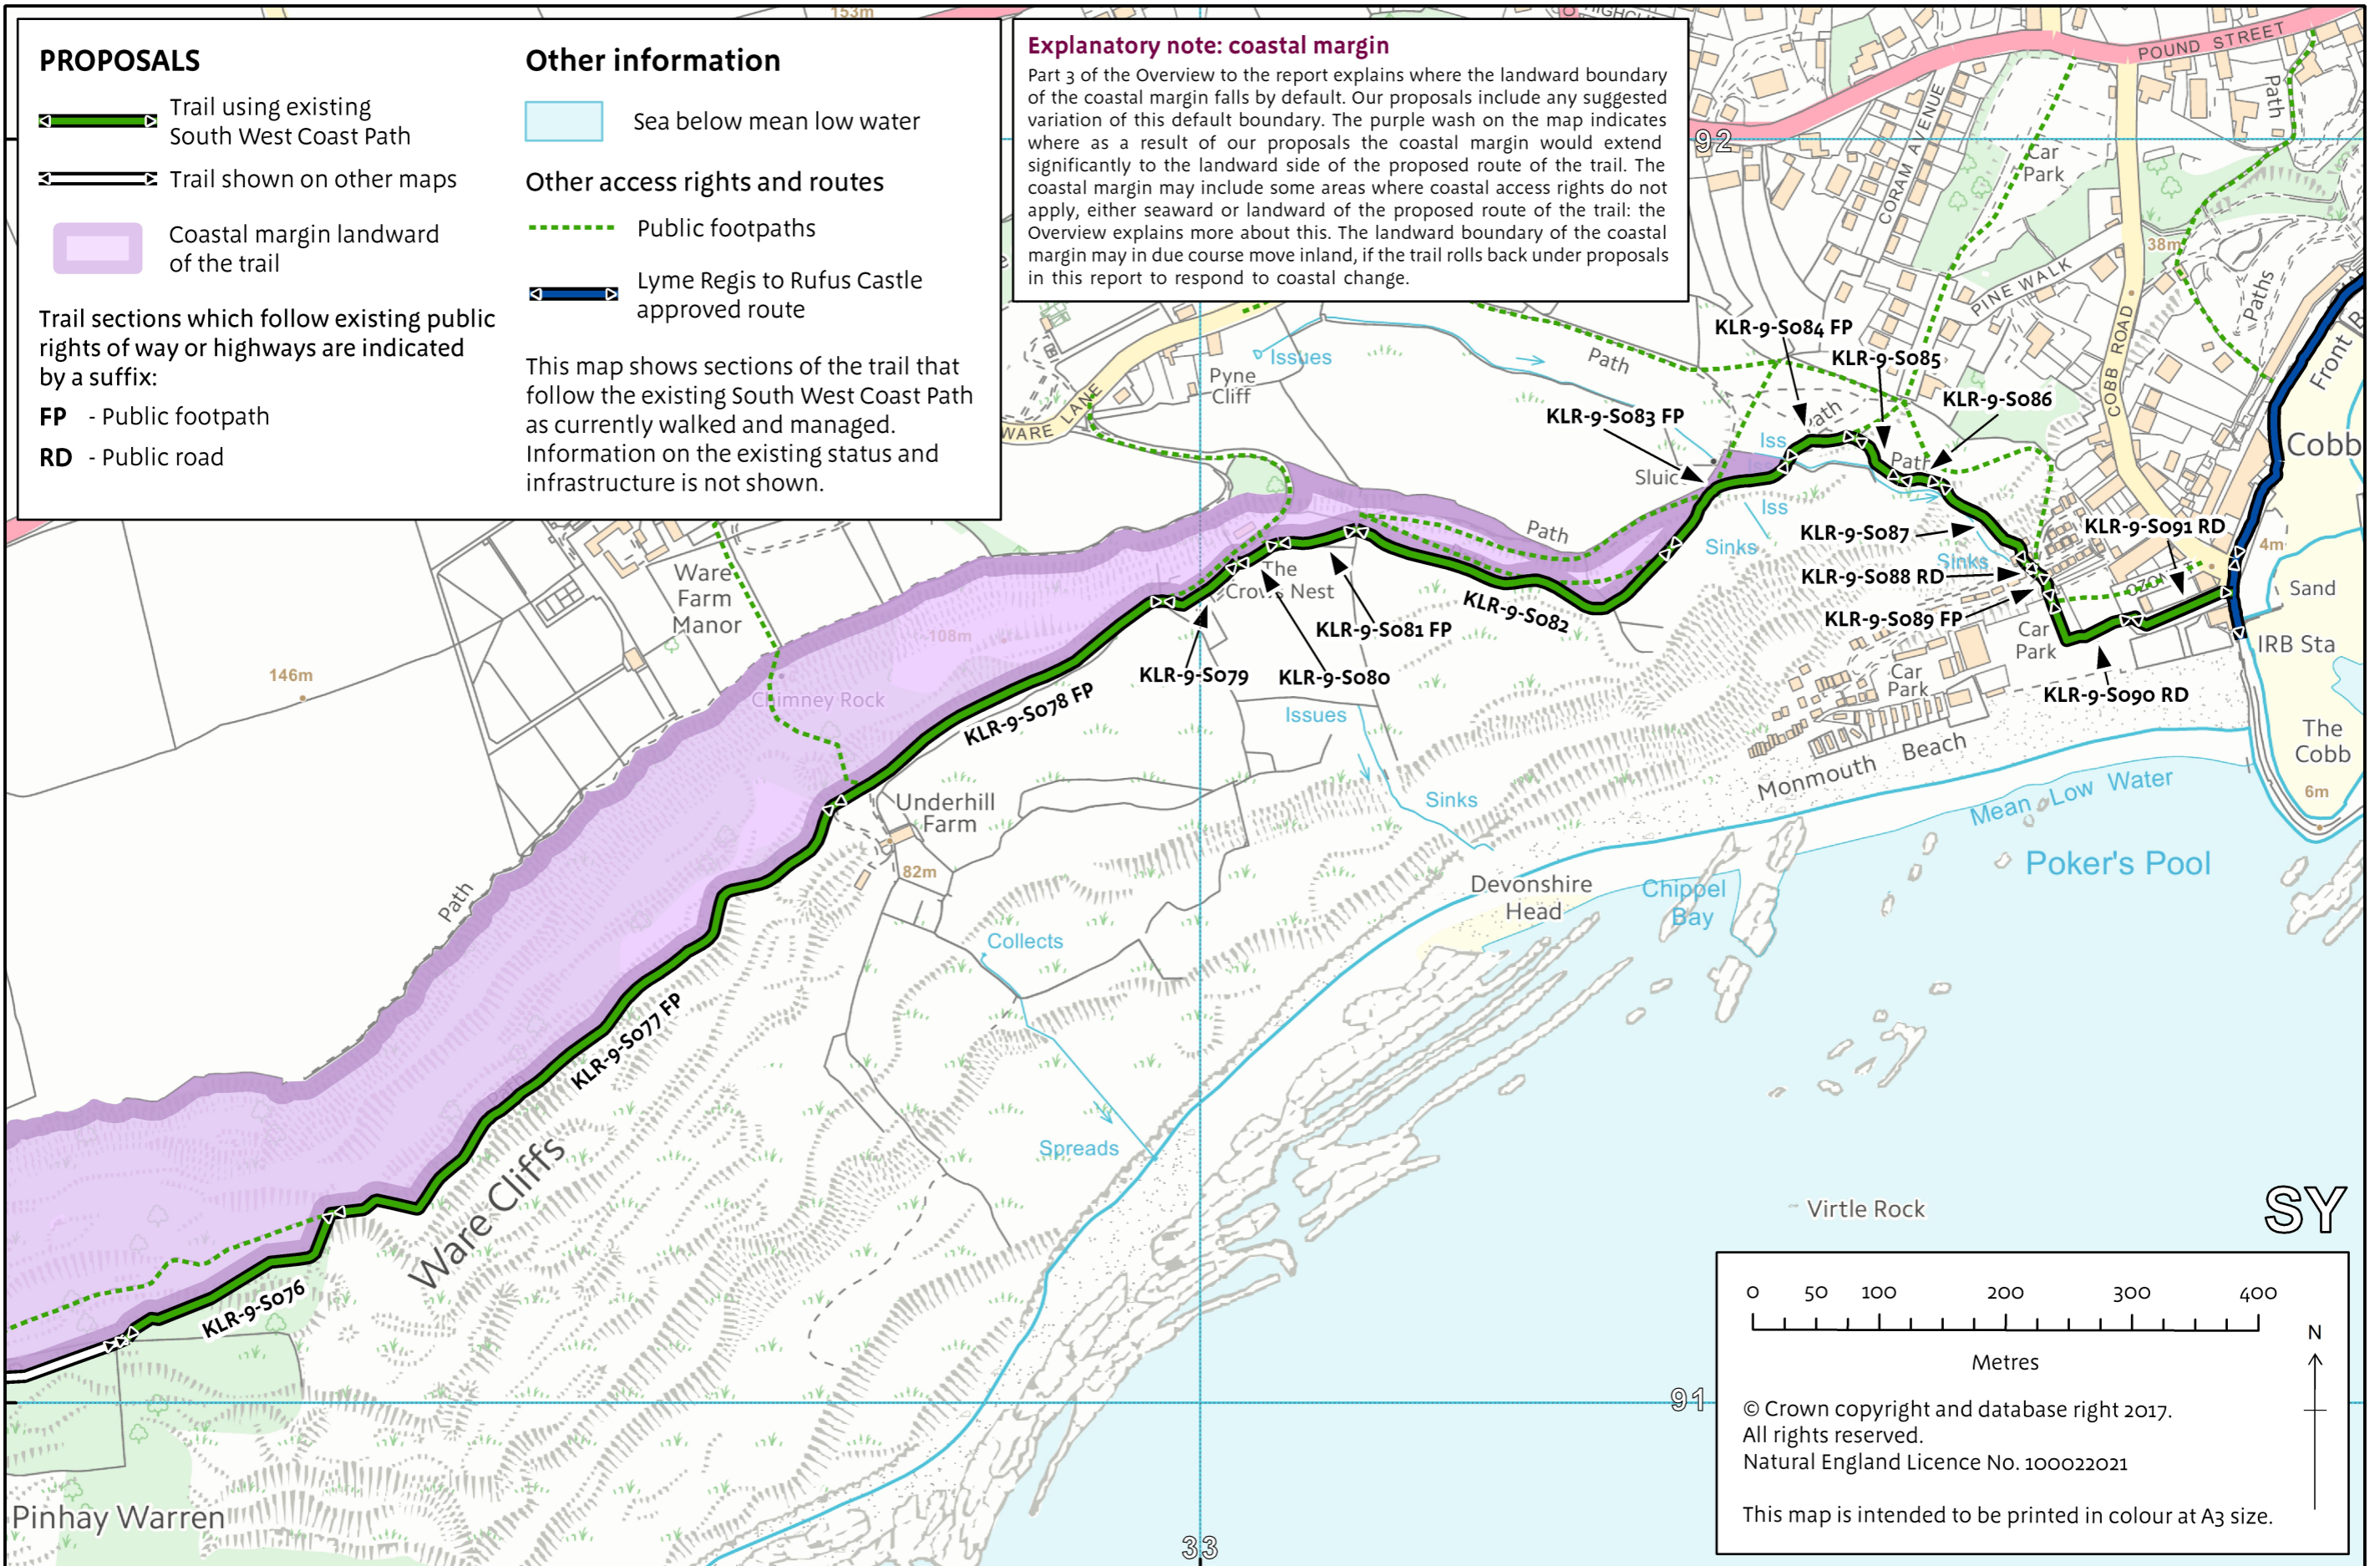 153m
HIGHCLI
POUND STREET
PROPOSALS
Trail using existing
South West Coast Path
Trail shown on other maps
Coastal margin landward
of the trail
Trail sections which follow existing public
rights of way or highways are indicated
by a suffix:
FP - Public footpath
RD - Public road
Other information
Sea below mean low water
Other access rights and routes
Public footpaths
Lyme Regis to Rufus Castle
approved route
This map shows sections of the trail that
follow the existing South West Coast Path
as currently walked and managed.
Information on the existing status and
infrastructure is not shown.
Explanatory note: coastal margin
Part 3 of the Overview to the report explains where the landward boundary
of the coastal margin falls by default. Our proposals include any suggested
variation of this default boundary. The purple wash on the map indicates
where as a result of our proposals the coastal margin would extend
significantly to the landward side of the proposed route of the trail. The
coastal margin may include some areas where coastal access rights do not
apply, either seaward or landward of the proposed route of the trail: the
Overview explains more about this. The landward boundary of the coastal
margin may in due course move inland, if the trail rolls back under proposals
in this report to respond to coastal change.
92
CORAM AVENUE
Car
Park
Path
38m
PINE WALK
COBB ROAD
Paths
Front
Cobb
KLR-9-S084 FP
KLR-9-S085
KLR-9-S086
KLR-9-S083 FP
Issues
Path
Pyne
Cliff
WARE LANE
Path
Iss
Path
Sluic
Iss
Sinks
Path
KLR-9-S087
Sinks
KLR-9-S091 RD
4m
KLR-9-S088 RD
KLR-9-S089 FP
Sand
IRB Sta
Car
Park
Car
Park
KLR-9-S090 RD
The
Cobb
6m
Ware
Farm
Manor
146m
108m
Chimney Rock
The
Crow's Nest
KLR-9-S079
KLR-9-S080
KLR-9-S081 FP
KLR-9-S082
KLR-9-S078 FP
Issues
Sinks
Monmouth Beach
Mean Low Water
Poker's Pool
Underhill
Farm
82m
Path
Devonshire
Head
Chippel
Bay
Collects
KLR-9-S077 FP
Spreads
Ware Cliffs
Virtle Rock
SY
KLR-9-S076
91
Pinhay Warren
33
0 50 100 200 300 400
Metres
N
© Crown copyright and database right 2017.
All rights reserved.
Natural England Licence No. 100022021
This map is intended to be printed in colour at A3 size.